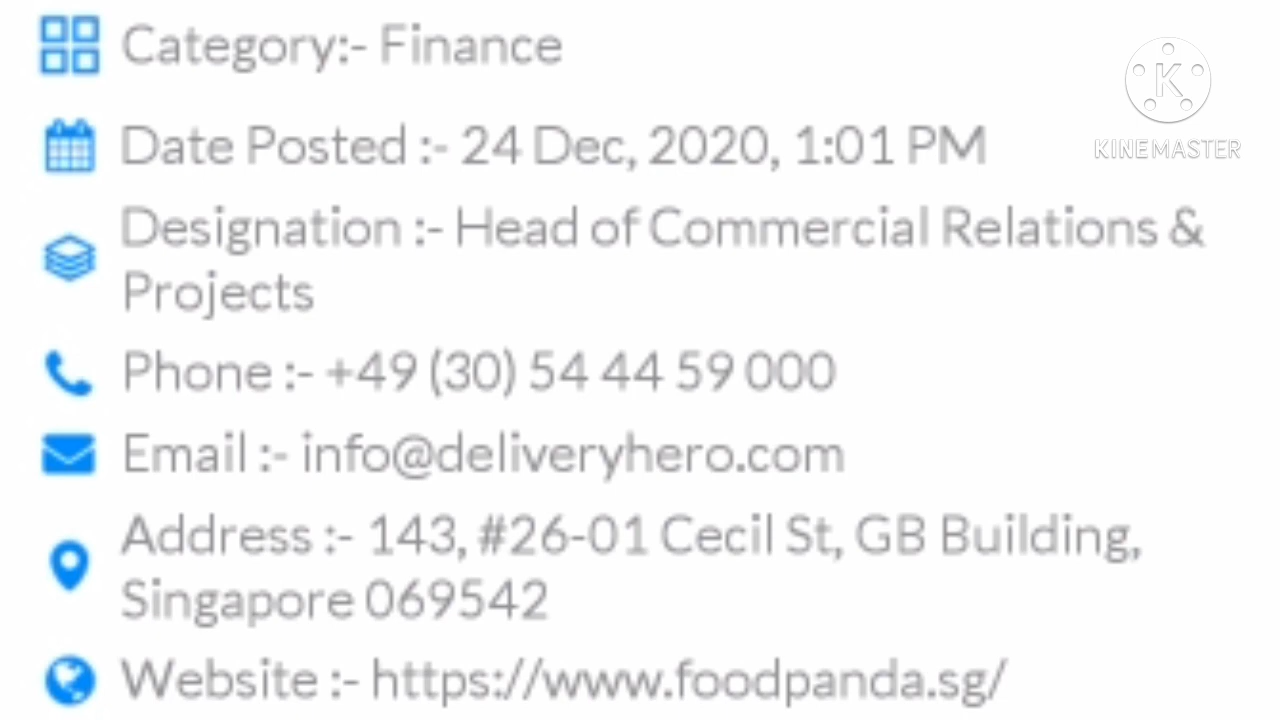 Category:- Finance
KINEMASTER
Date Posted :- 24 Dec, 2020, 1:01 PM
Designation :- Head of Commercial Relations &
Projects
Phone :- +49 (30) 54 44 59 000
Email :- info@deliveryhero.com
Address :- 143, #26-01 Cecil St, GB Building,
Singapore 069542
Website :- https://www.foodpanda.sg/